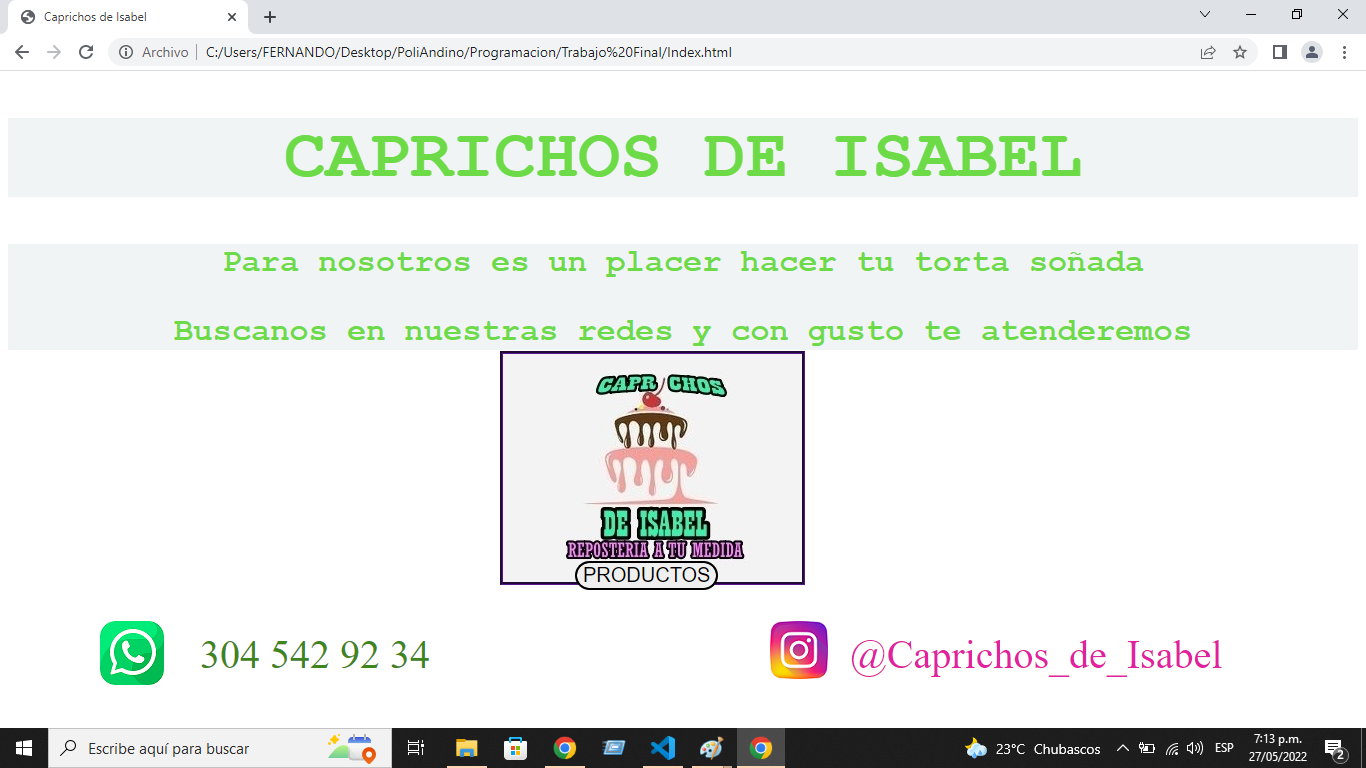 Caprichos de Isabel
Archivo C:/Users/FERNANDO/Desktop/PoliAndino/Programacion/Trabajo%20Final/Index.html
CAPRICHOS DE ISABEL
Para nosotros es un placer hacer tu torta soñada
Buscanos en nuestras redes y con gusto te atenderemos
CAPR CHOS
DE ISABEL
REPOSTERIA A TU MEDIDA
PRODUCTOS
304 542 92 34
@Caprichos_de_Isabel
Escribe aquí para buscar
23°C Chubascos
ESP
7:13 p.m.
27/05/2022
2